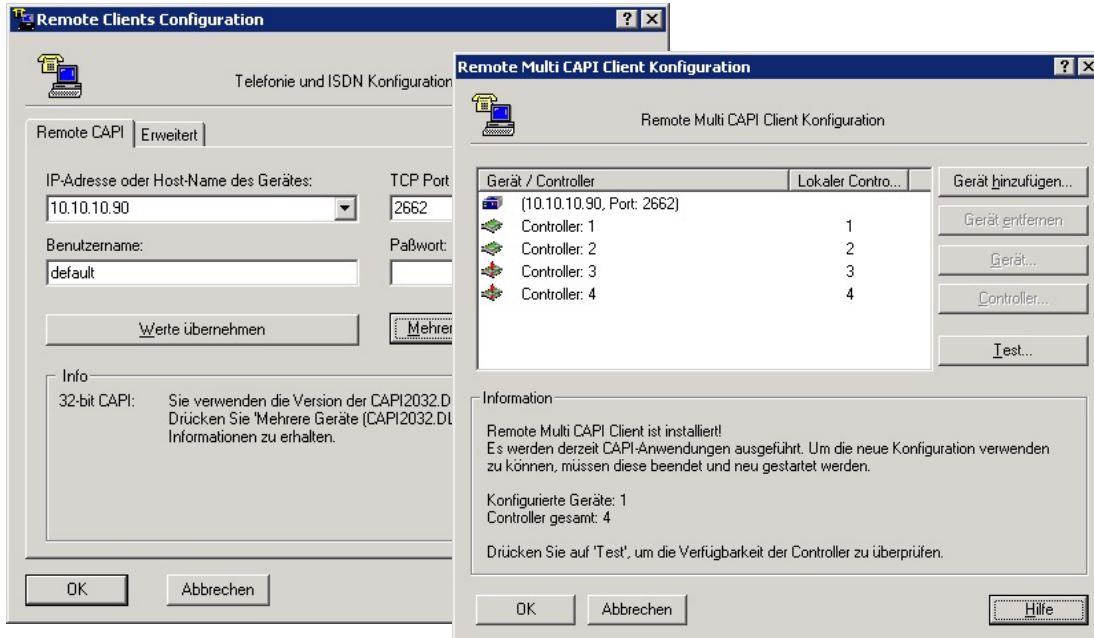 Remote Clients Configuration
Telefonie und ISDN Konfiguration
Remote CAPI
Erweitert
IP-Adresse oder Host-Name des Gerätes:
TCP Port
10.10.10.90
2662
Benutzername:
Paßwort:
default
Werte übernehmen
Info
32-bit CAPI:
Sie verwenden die Version der CAPI2032.D
Drücken Sie 'Mehrere Geräte (CAPI2032.DL
Informationen zu erhalten.
OK
Abbrechen
Remote Multi CAPI Client Konfiguration
Remote Multi CAPI Client Konfiguration
Gerät / Controller
Lokaler Contro...
(10.10.10.90, Port: 2662)
Controller: 1 1
Controller: 2 2
Controller: 3 3
Controller: 4 4
Gerät hinzufügen...
Gerät entfernen
Gerät...
Controller...
Test...
Information
Remote Multi CAPI Client ist installiert!
Es werden derzeit CAPI-Anwendungen ausgeführt. Um die neue Konfiguration verwenden
zu können, müssen diese beendet und neu gestartet werden.
Konfigurierte Geräte: 1
Controller gesamt: 4
Drücken Sie auf 'Test', um die Verfügbarkeit der Controller zu überprüfen.
OK
Abbrechen
Hilfe